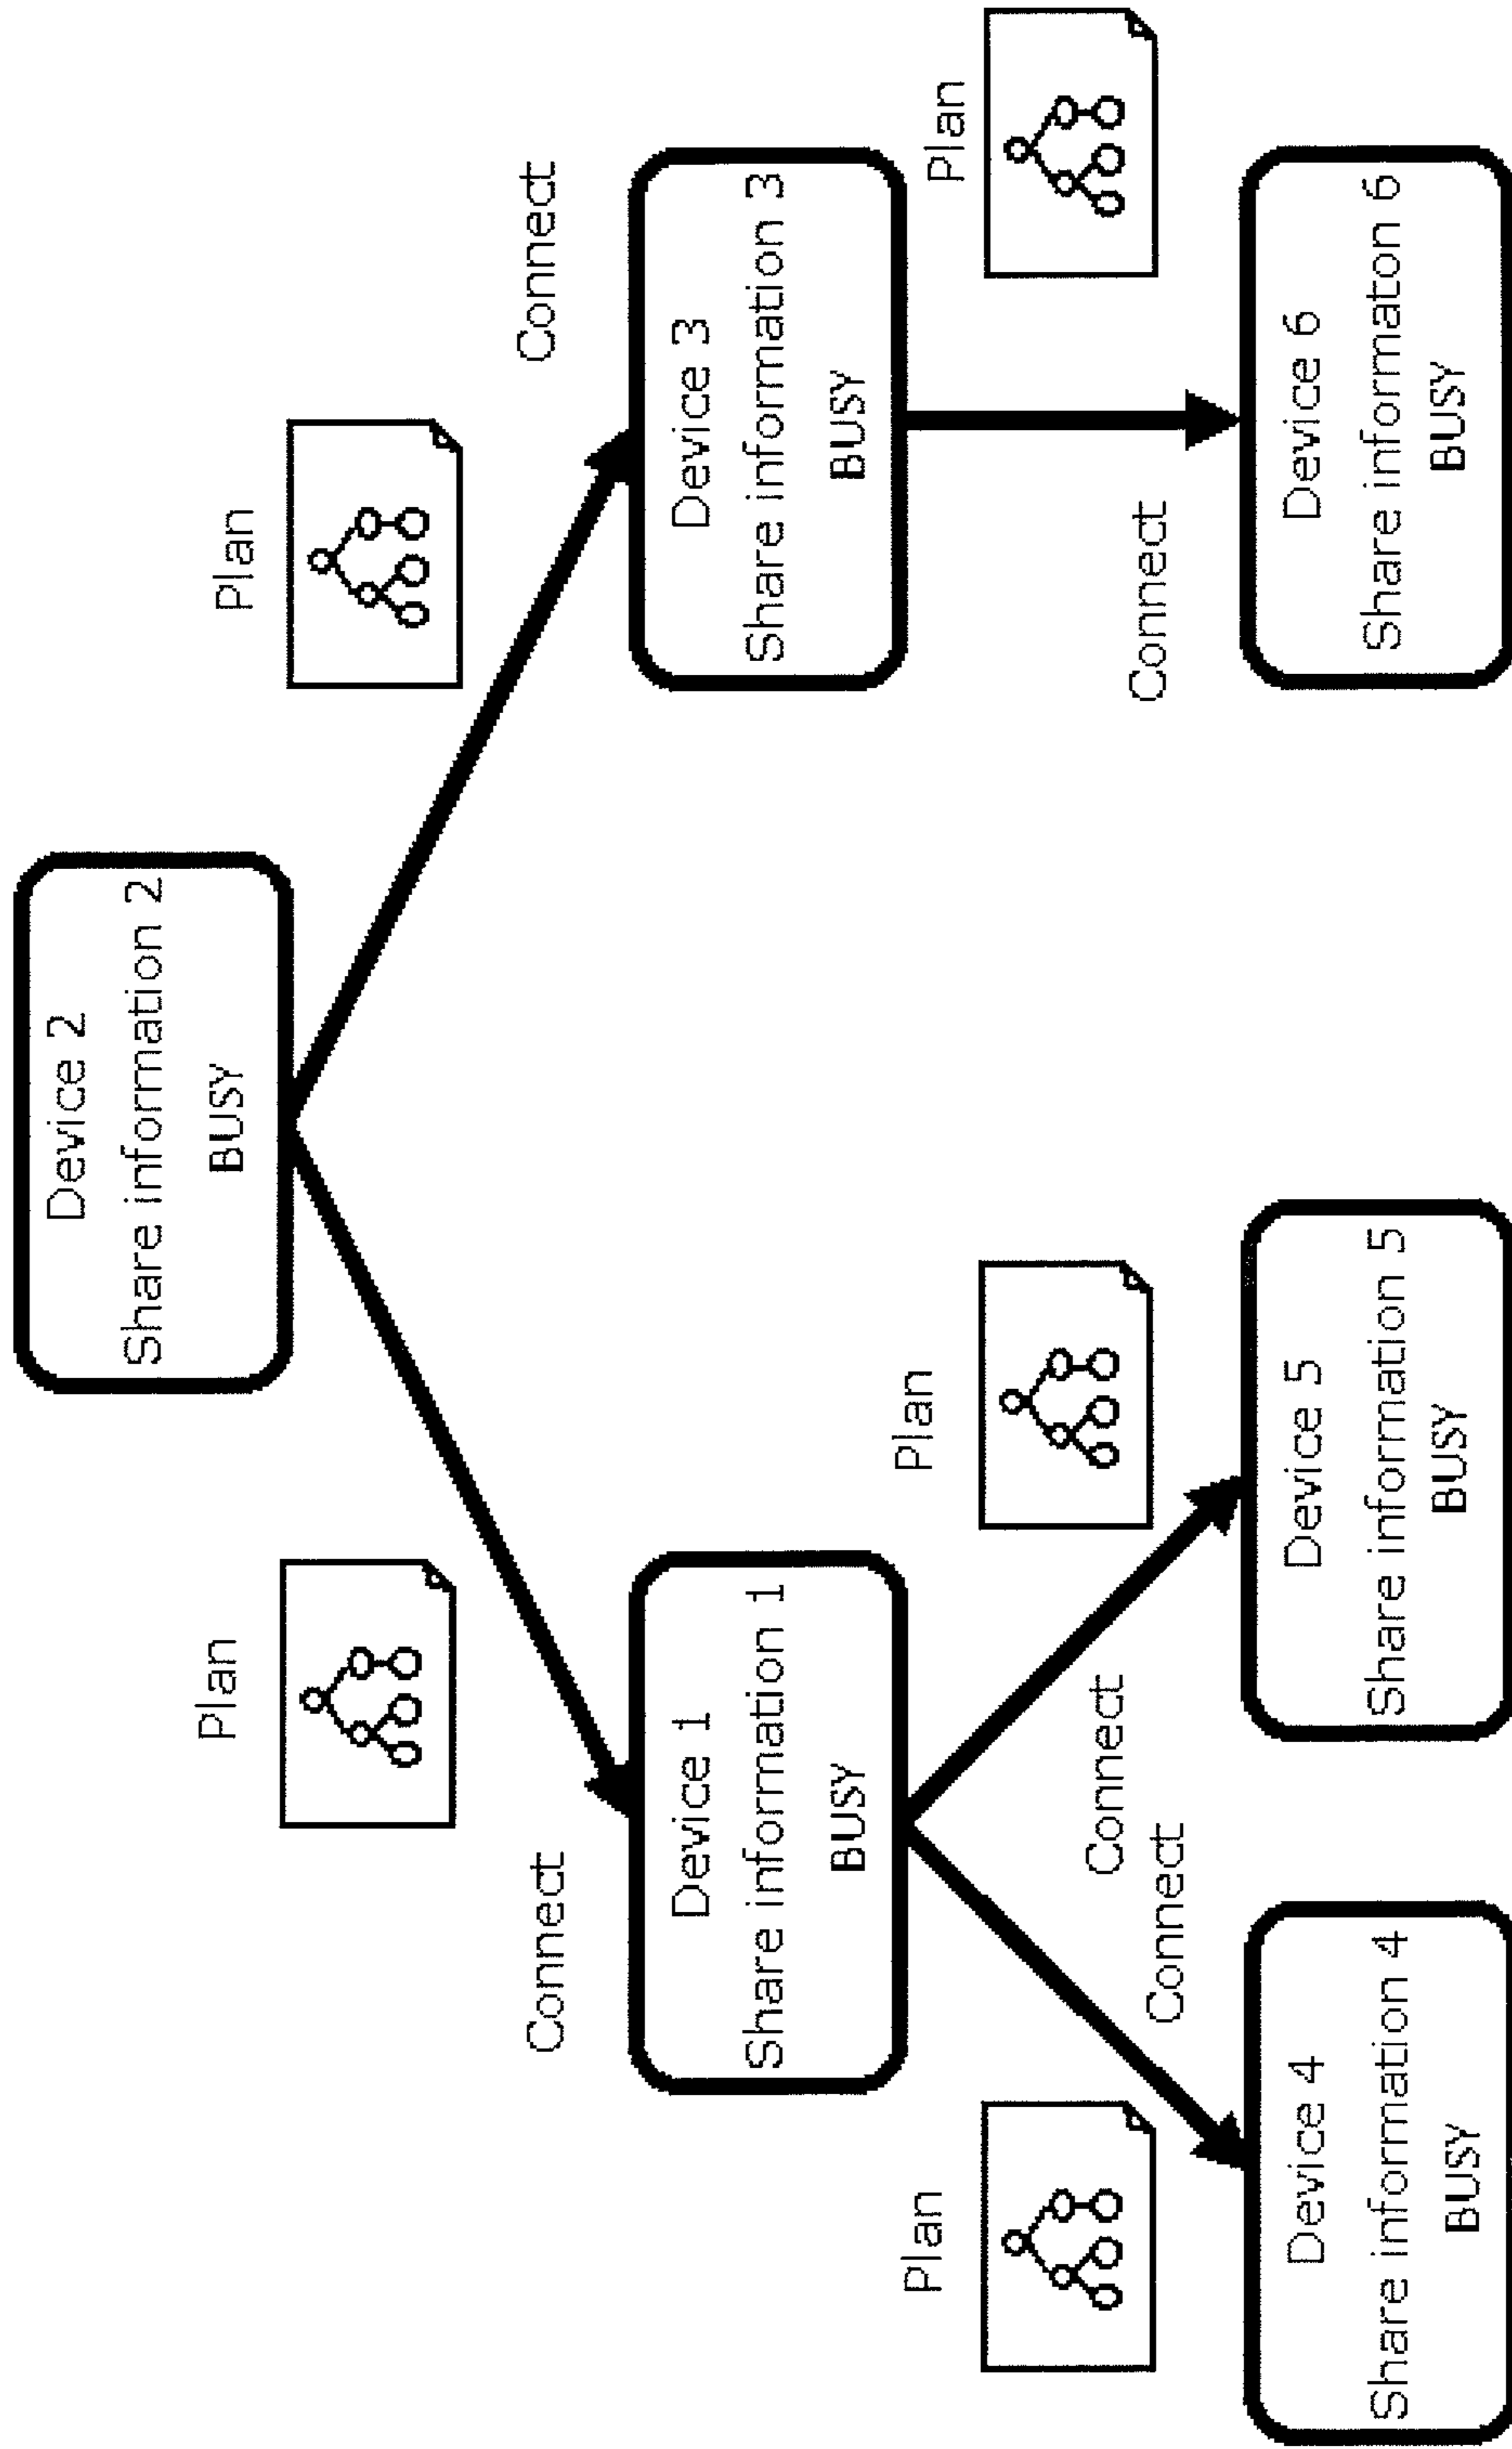 Device 2
Share information 2
BUSY
Plan
Plan
Connect
Connect
Device 1
Share information 1
BUSY
Device 3
Share information 3
BUSY
Plan
Plan
Plan
Connect
Connect
Connect
Device 4
Share information 4
BUSY
Device 5
Share information 5
BUSY
Device 6
Share informaton 6
BUSY